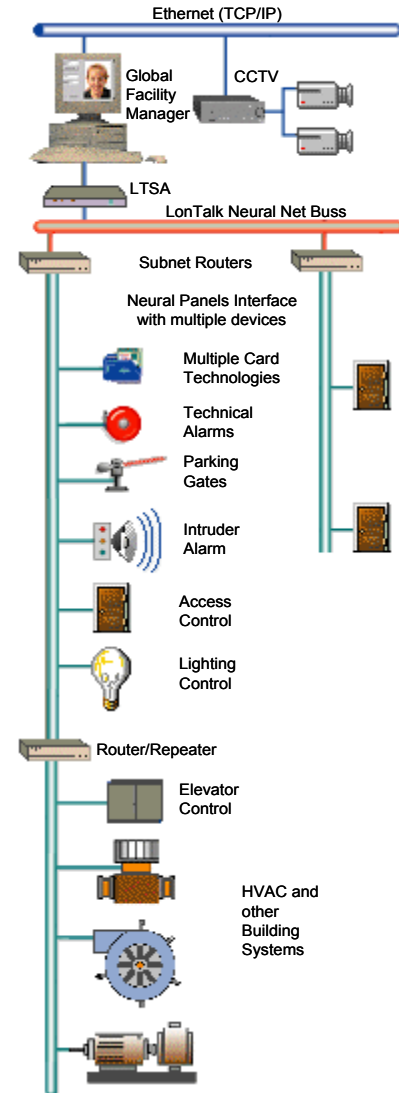 Ethernet (TCP/IP)
Global
Facility
Manager
CCTV
LTSA
LonTalk Neural Net Buss
Subnet Routers
Neural Panels Interface
with multiple devices
Multiple Card
Technologies
Technical
Alarms
Parking
Gates
Intruder
Alarm
Access
Control
Lighting
Control
Router/Repeater
Elevator
Control
HVAC and
other
Building
Systems